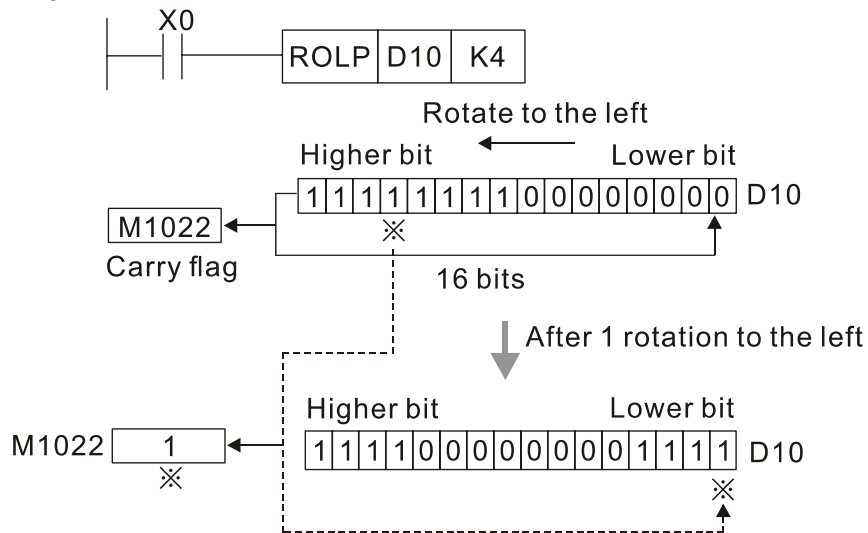 X0
ROLP D10 K4
Rotate to the left
Higher bit Lower bit
1 1 1 1 1 1 1 1 0 0 0 0 0 0 0 0 D10
M1022
※
Carry flag
16 bits
After 1 rotation to the left
Higher bit Lower bit
M1022 1 1 1 1 1 0 0 0 0 0 0 0 0 1 1 1 1 D10
※ ※